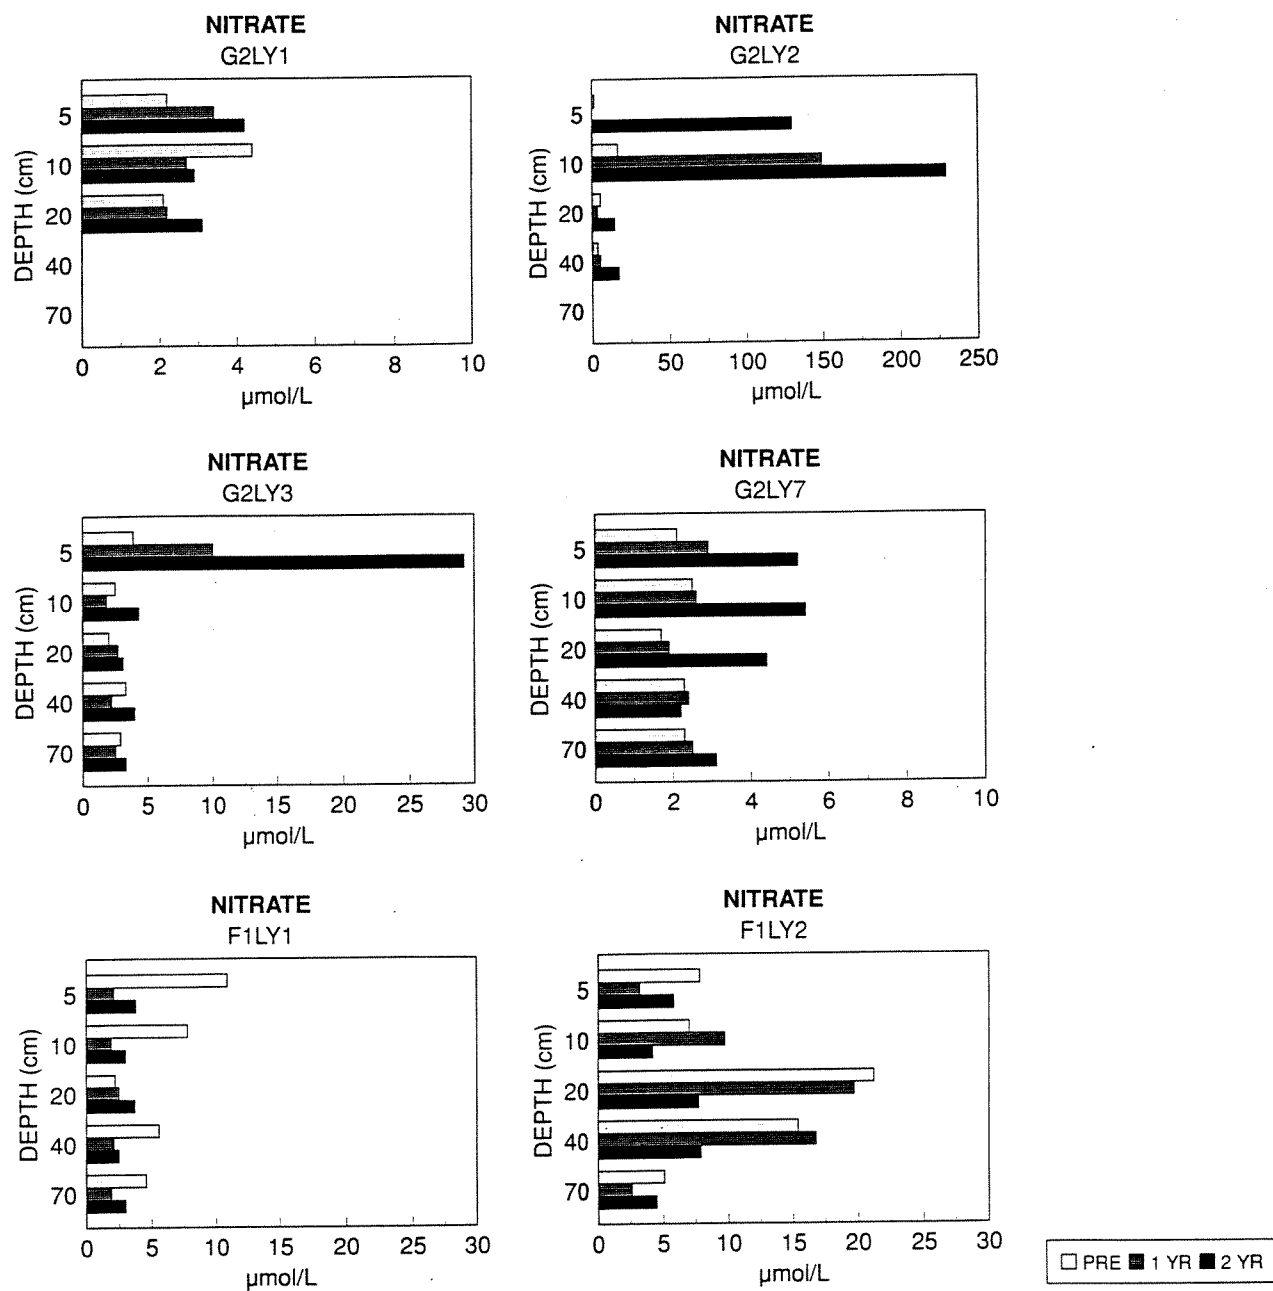 NITRATE
G2LY1
DEPTH (cm)
5
10
20
40
70
0 2 4 6 8 10
µmol/L
NITRATE
G2LY2
DEPTH (cm)
5
10
20
40
70
0 50 100 150 200 250
µmol/L
NITRATE
G2LY3
DEPTH (cm)
5
10
20
40
70
0 5 10 15 20 25 30
µmol/L
NITRATE
G2LY7
DEPTH (cm)
5
10
20
40
70
0 2 4 6 8 10
µmol/L
NITRATE
F1LY1
DEPTH (cm)
5
10
20
40
70
0 5 10 15 20 25 30
µmol/L
NITRATE
F1LY2
DEPTH (cm)
5
10
20
40
70
0 5 10 15 20 25 30
µmol/L
PRE 1 YR 2 YR